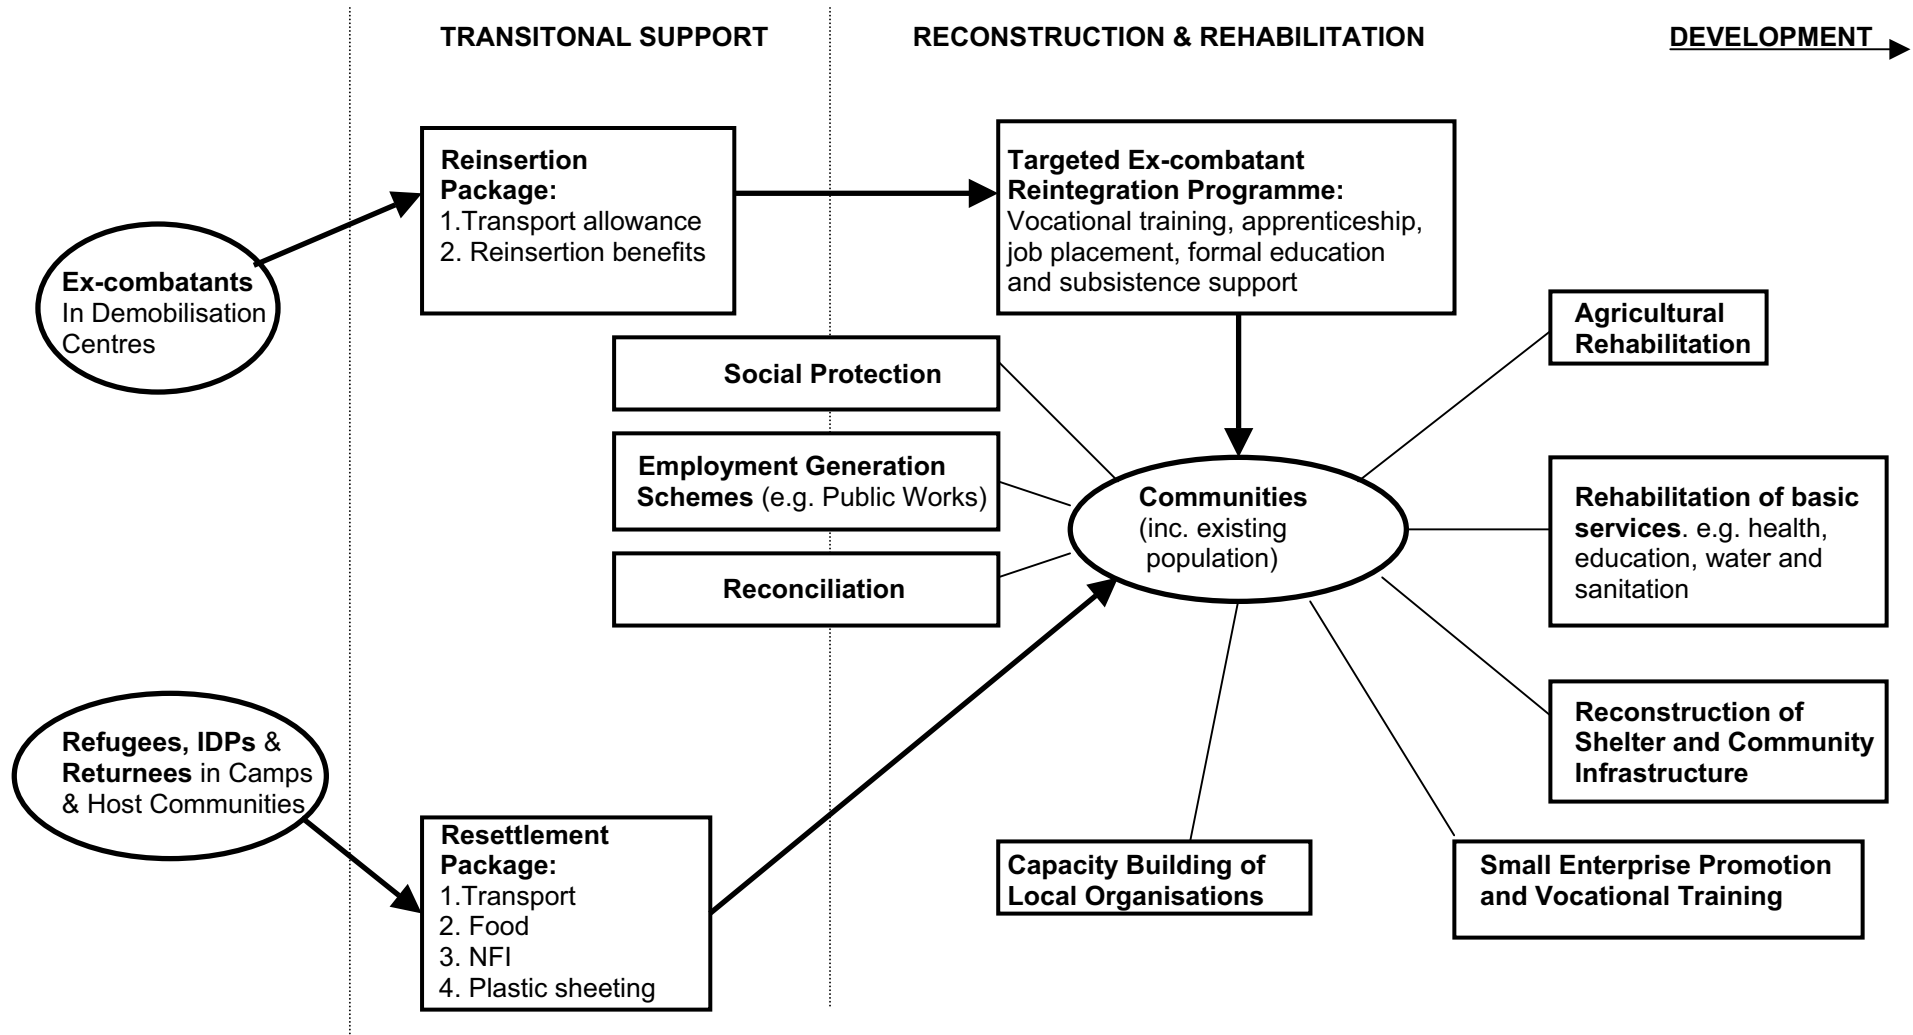 TRANSITONAL SUPPORT
RECONSTRUCTION & REHABILITATION
DEVELOPMENT
Reinsertion
Package:
1.Transport allowance
2. Reinsertion benefits
Targeted Ex-combatant
Reintegration Programme:
Vocational training, apprenticeship,
job placement, formal education
and subsistence support
Ex-combatants
In Demobilisation
Centres
Agricultural
Rehabilitation
Social Protection
Employment Generation
Schemes (e.g. Public Works)
Reconciliation
Communities
(inc. existing
population)
Rehabilitation of basic
services. e.g. health,
education, water and
sanitation
Refugees, IDPs &
Returnees in Camps
& Host Communities
Reconstruction of
Shelter and Community
Infrastructure
Resettlement
Package:
1.Transport
2. Food
3. NFI
4. Plastic sheeting
Capacity Building of
Local Organisations
Small Enterprise Promotion
and Vocational Training